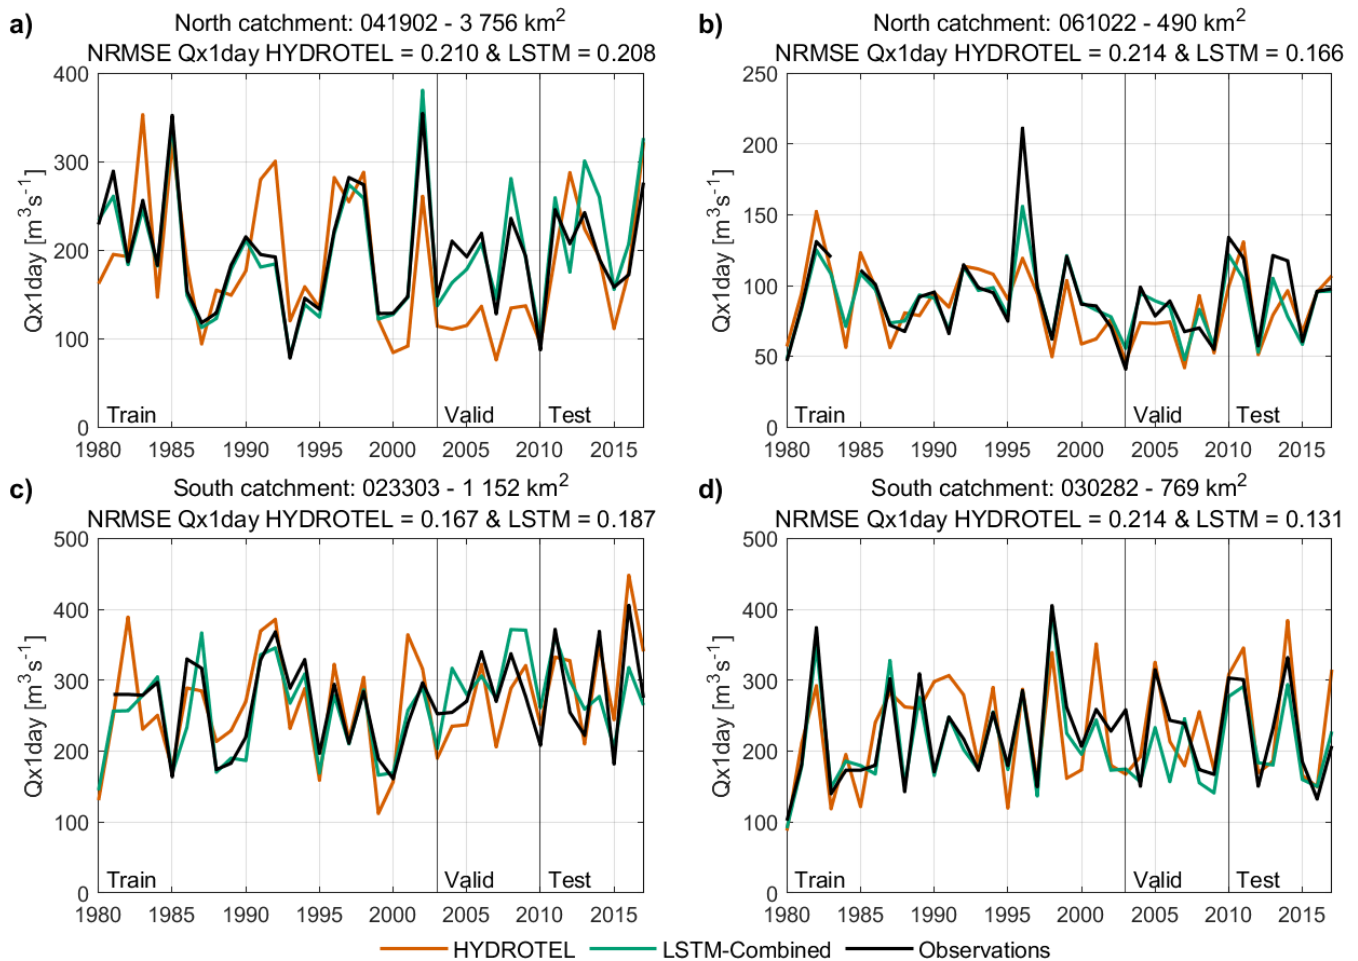 a) North catchment: 041902 - 3 756 km²
NRMSE Qx1day HYDROTEL = 0.210 & LSTM = 0.208
400
300
200
100
0
Qx1day [m³s⁻¹]
Train
Valid
Test
1980 1985 1990 1995 2000 2005 2010 2015
b) North catchment: 061022 - 490 km²
NRMSE Qx1day HYDROTEL = 0.214 & LSTM = 0.166
250
200
150
100
50
0
Qx1day [m³s⁻¹]
Train
Valid
Test
1980 1985 1990 1995 2000 2005 2010 2015
c) South catchment: 023303 - 1 152 km²
NRMSE Qx1day HYDROTEL = 0.167 & LSTM = 0.187
500
400
300
200
100
0
Qx1day [m³s⁻¹]
Train
Valid
Test
1980 1985 1990 1995 2000 2005 2010 2015
d) South catchment: 030282 - 769 km²
NRMSE Qx1day HYDROTEL = 0.214 & LSTM = 0.131
500
400
300
200
100
0
Qx1day [m³s⁻¹]
Train
Valid
Test
1980 1985 1990 1995 2000 2005 2010 2015
HYDROTEL LSTM-Combined Observations